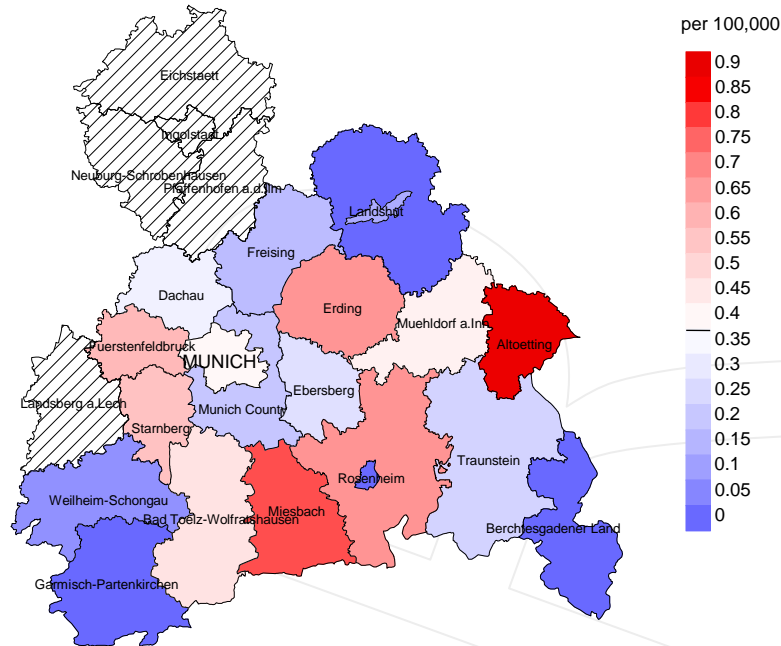 per 100,000
0.9
0.85
0.8
0.75
0.7
0.65
0.6
0.55
0.5
0.45
0.4
0.35
0.3
0.25
0.2
0.15
0.1
0.05
0
Eichstaett
Ingolstadt
Neuburg-Schrobenhausen
Pfaffenhofen a.d.Ilm
Landshut
Freising
Dachau
Erding
Muehldorf a.Inn
Altoetting
Fuerstenfeldbruck
MUNICH
Ebersberg
Landsberg a.Lech
Munich County
Starnberg
Traunstein
Rosenheim
Weilheim-Schongau
Miesbach
Bad Toelz-Wolfratshausen
Berchtesgadener Land
Garmisch-Partenkirchen